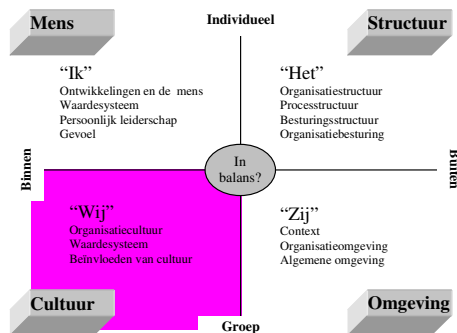 Mens
Individueel
Structuur
“Ik”
Ontwikkelingen en de mens
Waardesysteem
Persoonlijk leiderschap
Gevoel
“Het”
Organisatiestructuur
Processtructuur
Besturingsstructuur
Organisatiebesturing
Binnen
In
balans?
Buiten
“Wij”
Organisatiecultuur
Waardesysteem
Beïnvloeden van cultuur
“Zij”
Context
Organisatieomgeving
Algemene omgeving
Cultuur
Groep
Omgeving